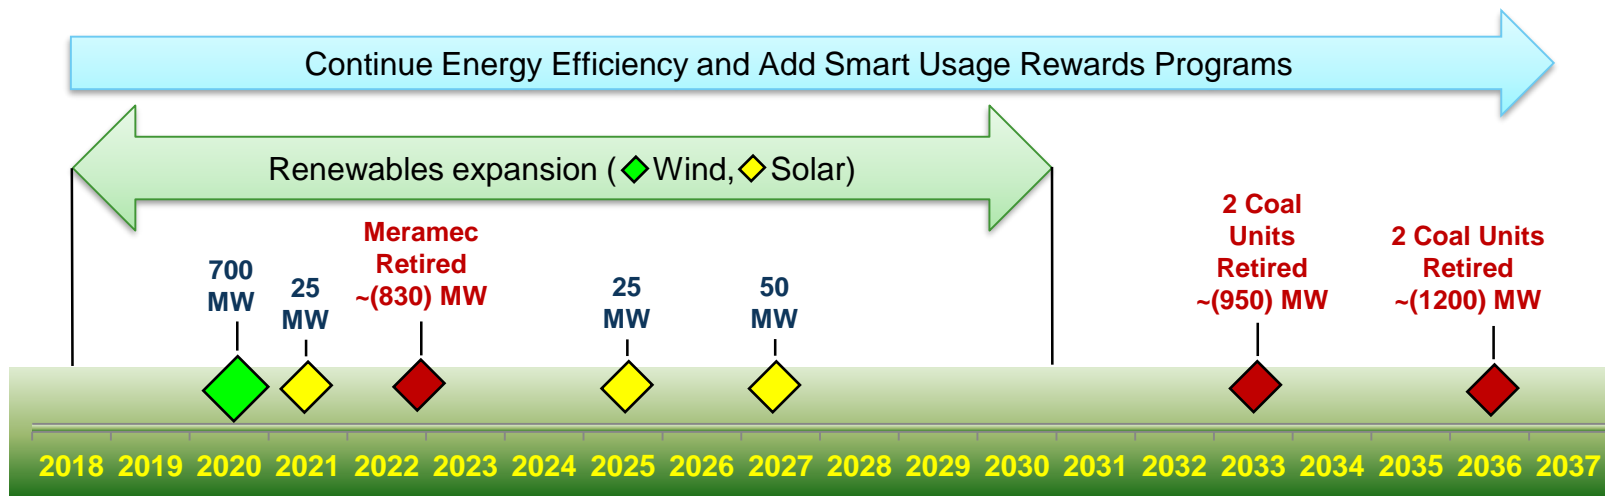 Continue Energy Efficiency and Add Smart Usage Rewards Programs
Renewables expansion ( Wind, Solar)
700
MW
25
MW
Meramec
Retired
~(830) MW
25
MW
50
MW
2 Coal
Units
Retired
~(950) MW
2 Coal Units
Retired
~(1200) MW
2018 2019 2020 2021 2022 2023 2024 2025 2026 2027 2028 2029 2030 2031 2032 2033 2034 2035 2036 2037